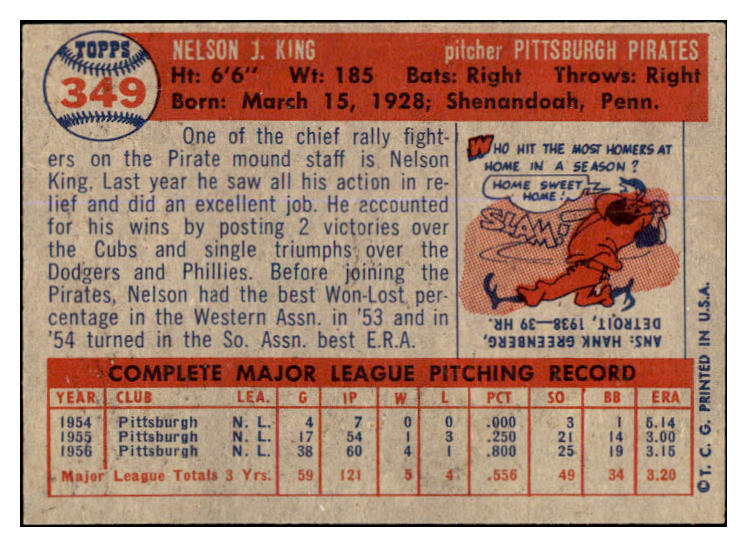 TOPPS
349
NELSON J. KING pitcher PITTSBURGH PIRATES
Ht: 6'6" Wt: 185 Bats: Right Throws: Right
Born: March 15, 1928; Shenandoah, Penn.
One of the chief rally fight-
ers on the Pirate mound staff is Nelson
King. Last year he saw all his action in re-
lief and did an excellent job. He accounted
for his wins by posting 2 victories over
the Cubs and single triumphs over the
Dodgers and Phillies. Before joining the
Pirates, Nelson had the best Won-Lost per-
centage in the Western Assn. in '53 and in
'54 turned in the So. Assn. best E.R.A.
WHO HIT THE MOST HOMERS AT
HOME IN A SEASON?
HOME SWEET
HOME!
SLAM!
ANS: HANK GREENBERG,
DETROIT, 1938—39 HR.
COMPLETE MAJOR LEAGUE PITCHING RECORD
YEAR CLUB LEA. G IP W L PCT SO BB ERA
1954 Pittsburgh N. L. 4 7 0 0 .000 3 1 5.14
1955 Pittsburgh N. L. 17 54 1 3 .250 21 14 3.00
1956 Pittsburgh N. L. 38 60 4 1 .800 25 19 3.15
Major League Totals 3 Yrs. 59 121 5 4 .556 49 34 3.20
©T. C. G. PRINTED IN U.S.A.